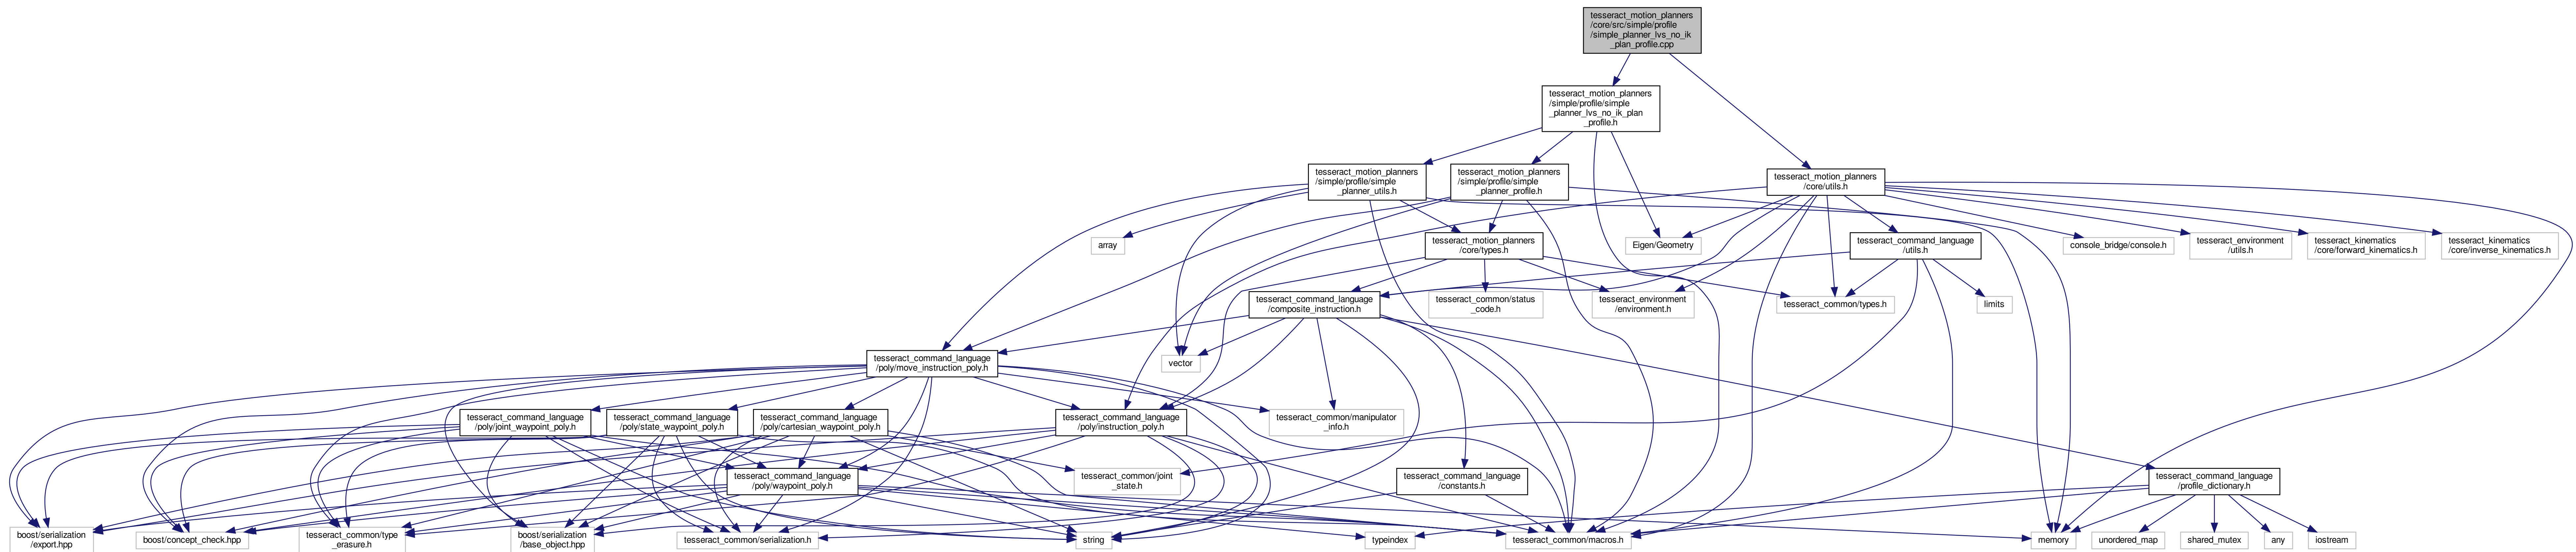 tesseract_motion_planners
/core/src/simple/profile
/simple_planner_lvs_no_ik
_plan_profile.cpp
tesseract_motion_planners
/simple/profile/simple
_planner_lvs_no_ik_plan
_profile.h
tesseract_motion_planners
/simple/profile/simple
_planner_utils.h
tesseract_motion_planners
/simple/profile/simple
_planner_profile.h
tesseract_motion_planners
/core/utils.h
array
tesseract_motion_planners
/core/types.h
Eigen/Geometry
tesseract_command_language
/utils.h
console_bridge/console.h
tesseract_environment
/utils.h
tesseract_kinematics
/core/forward_kinematics.h
tesseract_kinematics
/core/inverse_kinematics.h
tesseract_command_language
/composite_instruction.h
tesseract_common/status
_code.h
tesseract_environment
/environment.h
tesseract_common/types.h
limits
tesseract_command_language
/poly/move_instruction_poly.h
vector
tesseract_command_language
/poly/joint_waypoint_poly.h
tesseract_command_language
/poly/state_waypoint_poly.h
tesseract_command_language
/poly/cartesian_waypoint_poly.h
tesseract_command_language
/poly/instruction_poly.h
tesseract_common/manipulator
_info.h
tesseract_command_language
/poly/waypoint_poly.h
tesseract_common/joint
_state.h
tesseract_command_language
/constants.h
tesseract_command_language
/profile_dictionary.h
boost/serialization
/export.hpp
boost/concept_check.hpp
tesseract_common/type
_erasure.h
boost/serialization
/base_object.hpp
tesseract_common/serialization.h
string
typeindex
tesseract_common/macros.h
memory
unordered_map
shared_mutex
any
iostream